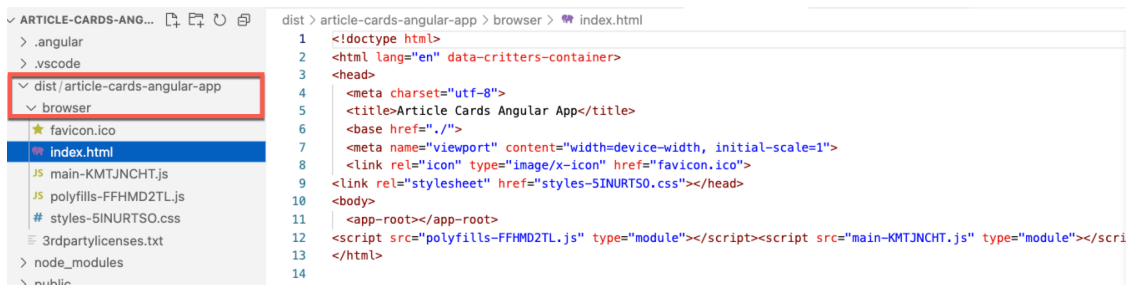 ARTICLE-CARDS-ANG...
> .angular
> .vscode
dist/article-cards-angular-app
browser
favicon.ico
index.html
JS main-KMTJNCHT.js
JS polyfills-FFHMD2TL.js
# styles-5INURTSO.css
3rdpartylicenses.txt
> node_modules
> public
dist > article-cards-angular-app > browser > index.html
1 <!doctype html>
2 <html lang="en" data-critters-container>
3 <head>
4 <meta charset="utf-8">
5 <title>Article Cards Angular App</title>
6 <base href="./">
7 <meta name="viewport" content="width=device-width, initial-scale=1">
8 <link rel="icon" type="image/x-icon" href="favicon.ico">
9 <link rel="stylesheet" href="styles-5INURTSO.css"></head>
10 <body>
11 <app-root></app-root>
12 <script src="polyfills-FFHMD2TL.js" type="module"></script><script src="main-KMTJNCHT.js" type="module"></scri
13 </html>
14